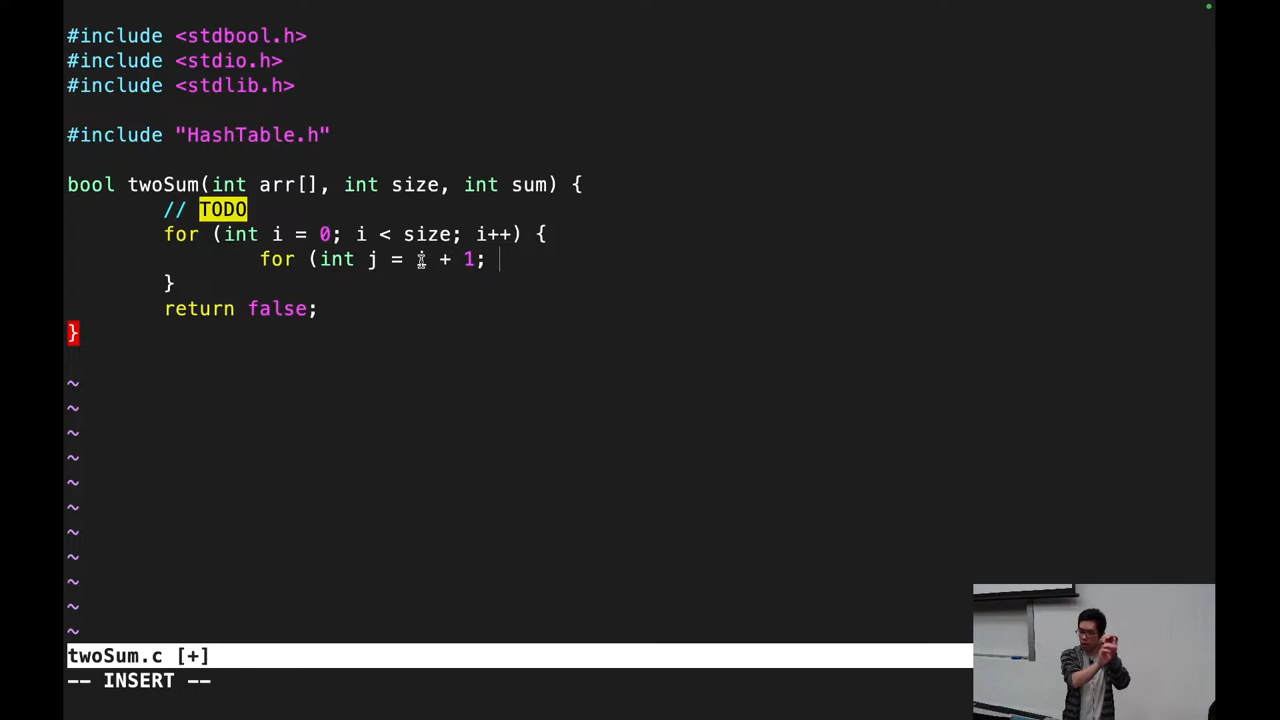 #include <stdbool.h>
#include <stdio.h>
#include <stdlib.h>
#include "HashTable.h"
bool twoSum(int arr[], int size, int sum) {
// TODO
for (int i = 0; i < size; i++) {
for (int j = i + 1;
}
return false;
}
~
~
~
~
~
~
~
~
~
~
~
twoSum.c [+]
-- INSERT --